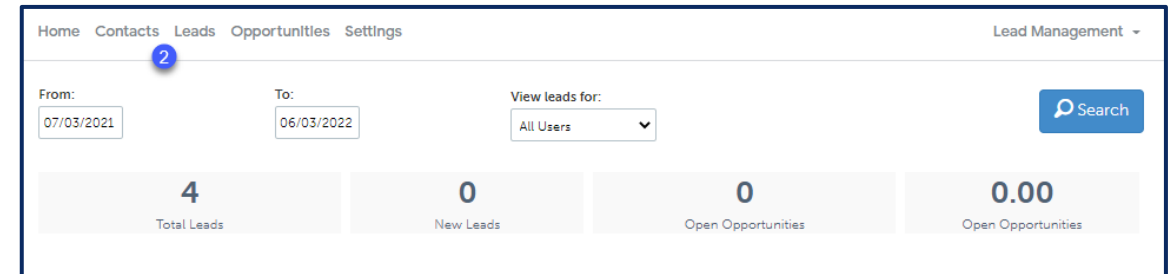 Home Contacts Leads Opportunities Settings Lead Management
2
From: To: View leads for:
07/03/2021 06/03/2022 All Users Search
4 0 0 0.00
Total Leads New Leads Open Opportunities Open Opportunities